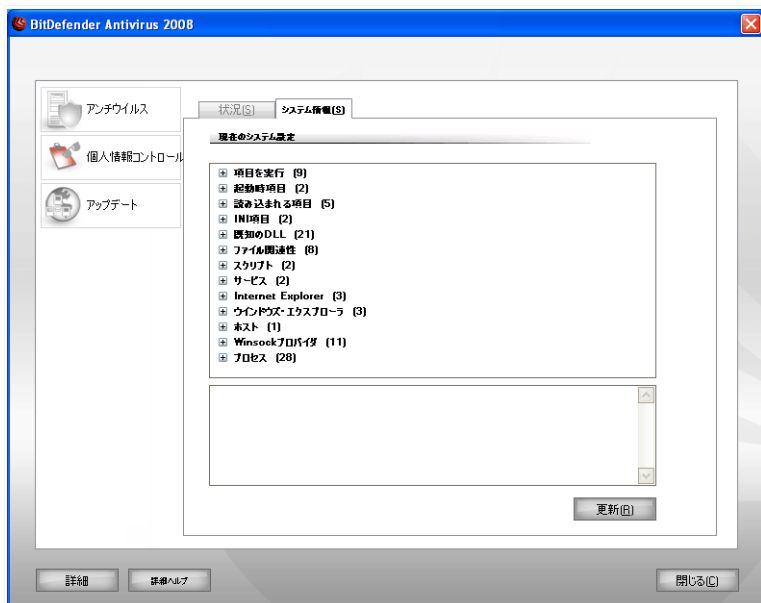 BitDefender Antivirus 2008
アンチウイルス
個人情報コントロール
アップデート
状況(S)
システム情報(S)
現在のシステム設定
項目を実行 (9)
起動時項目 (2)
読み込まれる項目 (5)
INI項目 (2)
既知のDLL (21)
ファイル関連性 (8)
スクリプト (2)
サービス (2)
Internet Explorer (3)
ウインドウズ・エクスプローラ (3)
ホスト (1)
Winsockプロバイダ (11)
プロセス (28)
更新(R)
詳細
詳細ヘルプ
閉じる(C)